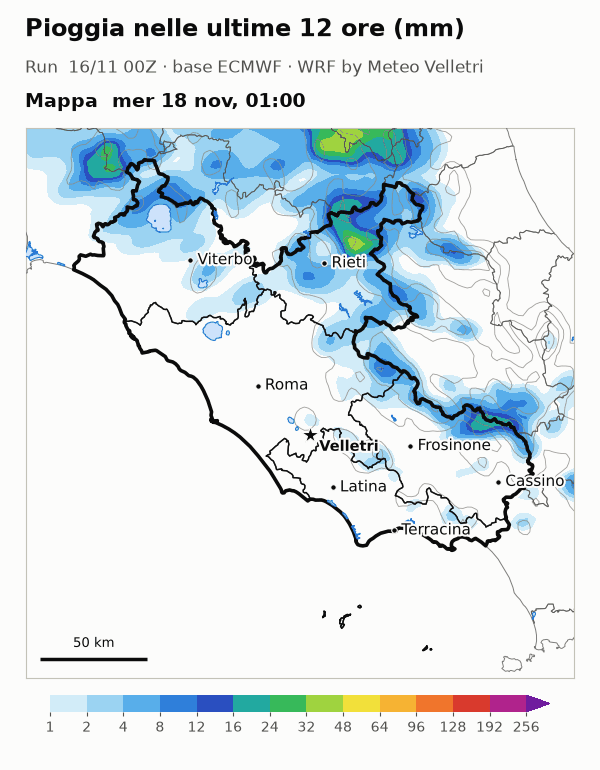 Pioggia nelle ultime 12 ore (mm)
Run  16/11 00Z · base ECMWF · WRF by Meteo Velletri
Mappa  mer 18 nov, 01:00
Viterbo
Rieti
Roma
Velletri
Frosinone
Latina
Cassino
Terracina
50 km
1 2 4 8 12 16 24 32 48 64 96 128 192 256